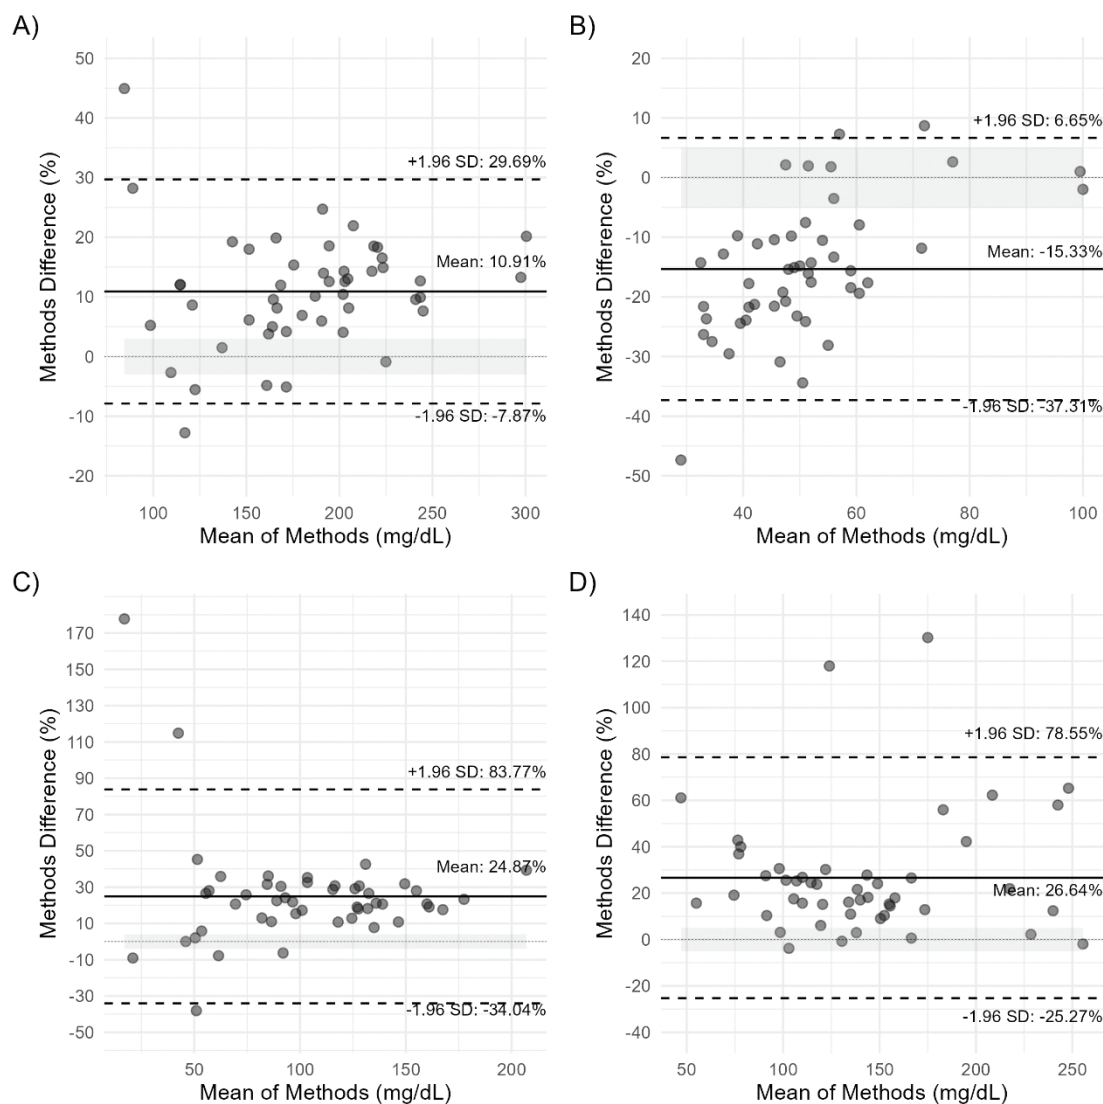 A)
50
40
30
20
10
0
-10
-20
Methods Difference (%)
+1.96 SD: 29.69%
Mean: 10.91%
-1.96 SD: -7.87%
100
150
200
250
300
Mean of Methods (mg/dL)
B)
20
10
0
-10
-20
-30
-40
-50
Methods Difference (%)
+1.96 SD: 6.65%
Mean: -15.33%
-1.96 SD: -37.31%
40
60
80
100
Mean of Methods (mg/dL)
C)
170
150
130
110
90
70
50
30
10
-10
-30
-50
Methods Difference (%)
+1.96 SD: 83.77%
Mean: 24.87%
-1.96 SD: -34.04%
50
100
150
200
Mean of Methods (mg/dL)
D)
140
120
100
80
60
40
20
0
-20
-40
Methods Difference (%)
+1.96 SD: 78.55%
Mean: 26.64%
-1.96 SD: -25.27%
50
100
150
200
250
Mean of Methods (mg/dL)